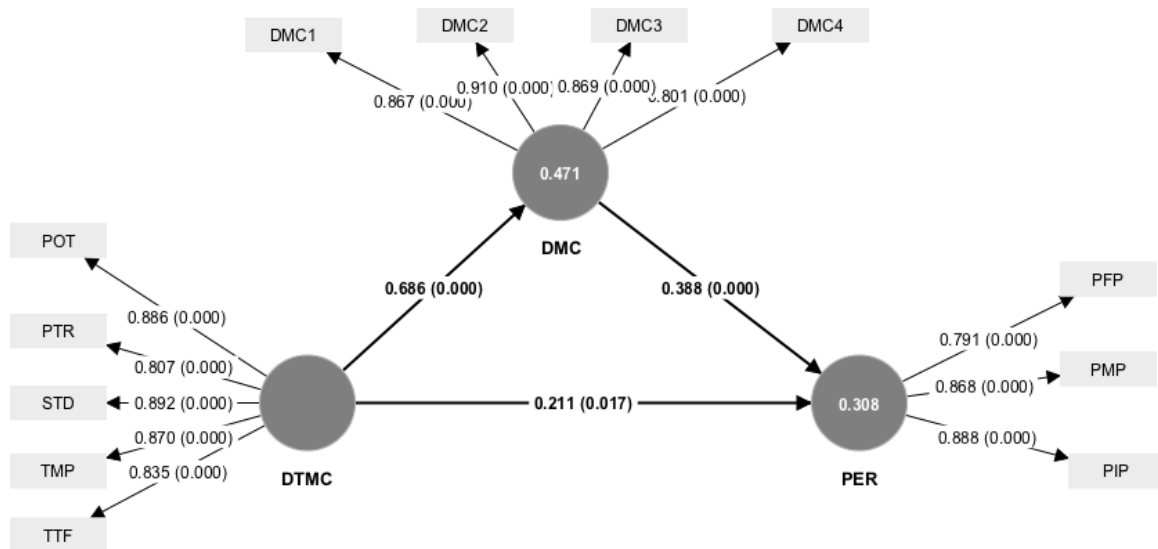 DMC1
DMC2
DMC3
DMC4
0.867 (0.000)
0.910 (0.000)
0.869 (0.000)
0.801 (0.000)
0.471
DMC
POT
PTR
STD
TMP
TTF
0.886 (0.000)
0.807 (0.000)
0.892 (0.000)
0.870 (0.000)
0.835 (0.000)
DTMC
0.686 (0.000)
0.388 (0.000)
0.211 (0.017)
0.308
PER
0.791 (0.000)
0.868 (0.000)
0.888 (0.000)
PFP
PMP
PIP